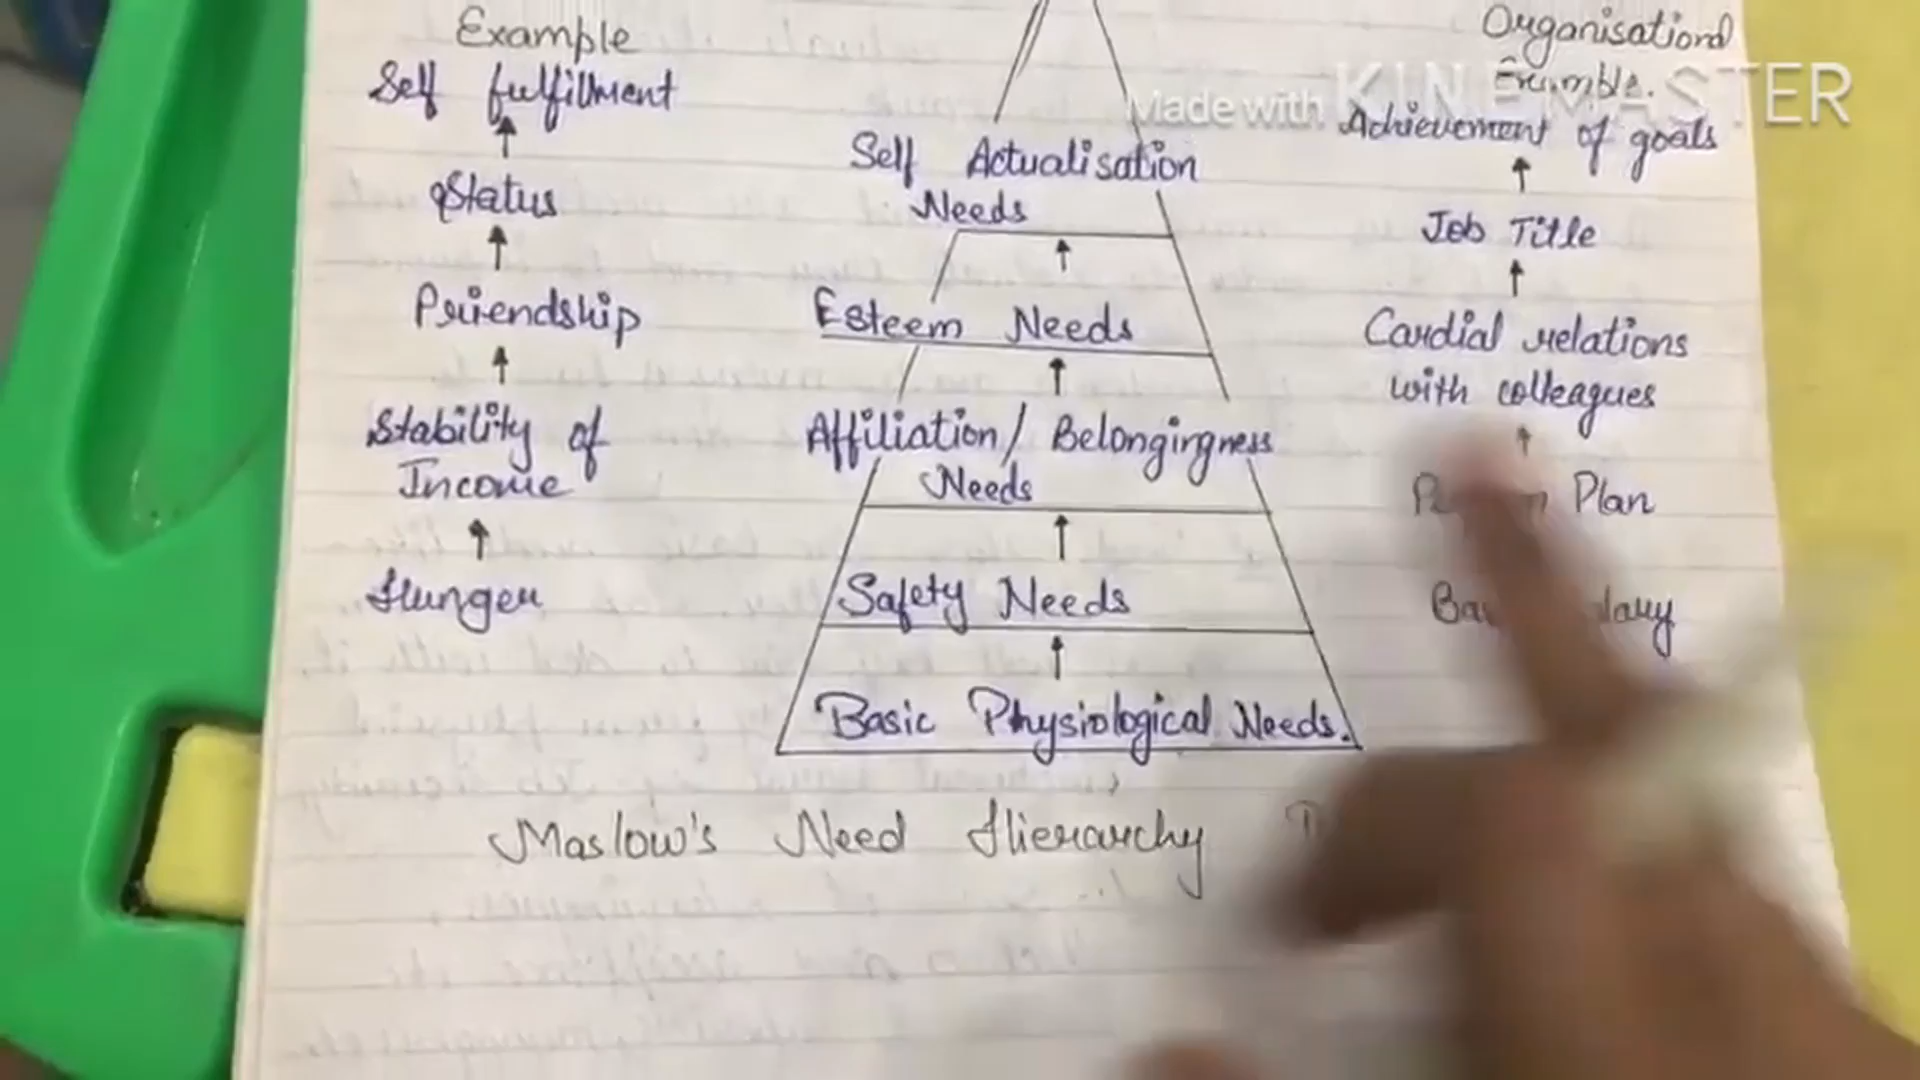 Example
Self fulfillment
Status
Friendship
Stability of
Income
Hunger
Self Actualisation
Needs
Esteem Needs
Affiliation/ Belongingness
Needs
Safety Needs
Basic Physiological Needs.
Organisational
Example.
Achievement of goals
Job Title
Cardial relations
with colleagues
Plan
Maslow's Need Hierarchy
Made with KINEMASTER